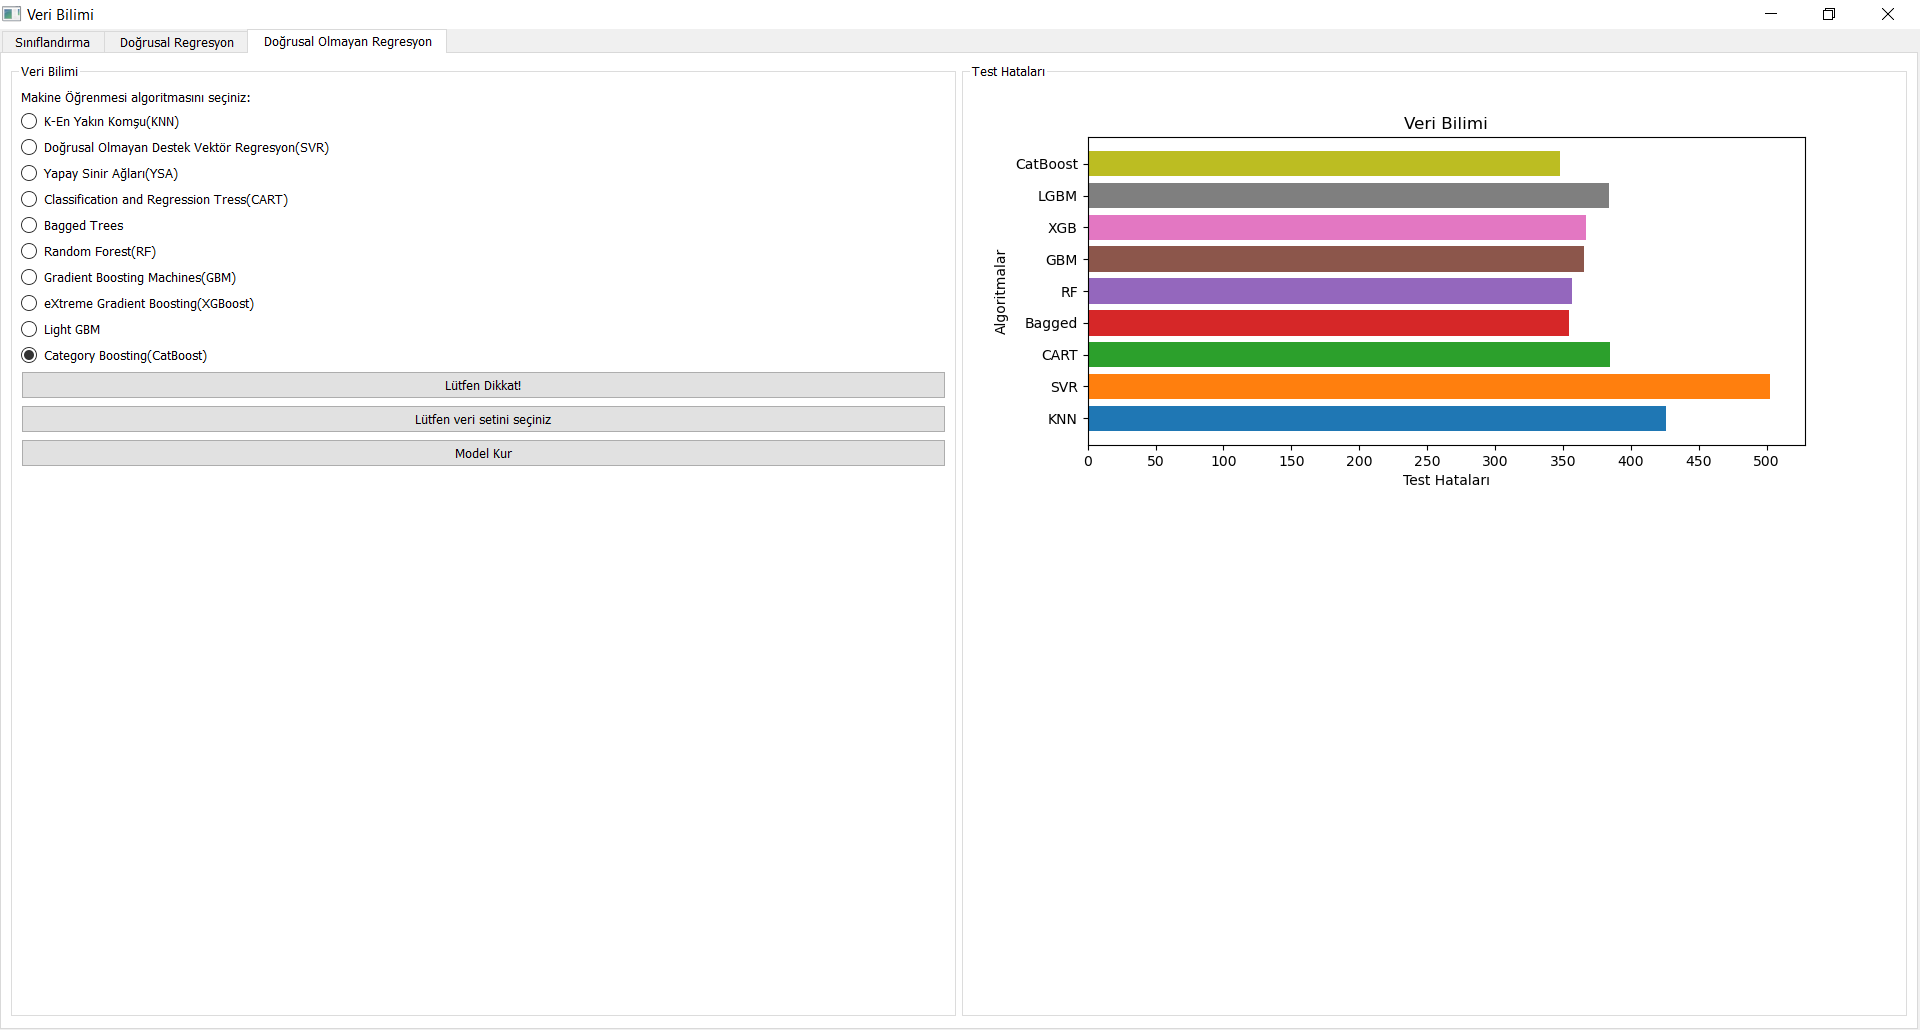 Veri Bilimi
Sınıflandırma
Doğrusal Regresyon
Doğrusal Olmayan Regresyon
Veri Bilimi
Makine Öğrenmesi algoritmasını seçiniz:
K-En Yakın Komşu(KNN)
Doğrusal Olmayan Destek Vektör Regresyon(SVR)
Yapay Sinir Ağları(YSA)
Classification and Regression Tress(CART)
Bagged Trees
Random Forest(RF)
Gradient Boosting Machines(GBM)
eXtreme Gradient Boosting(XGBoost)
Light GBM
Category Boosting(CatBoost)
Lütfen Dikkat!
Lütfen veri setini seçiniz
Model Kur
Test Hataları
Veri Bilimi
Algoritmalar
CatBoost
LGBM
XGB
GBM
RF
Bagged
CART
SVR
KNN
0 50 100 150 200 250 300 350 400 450 500
Test Hataları